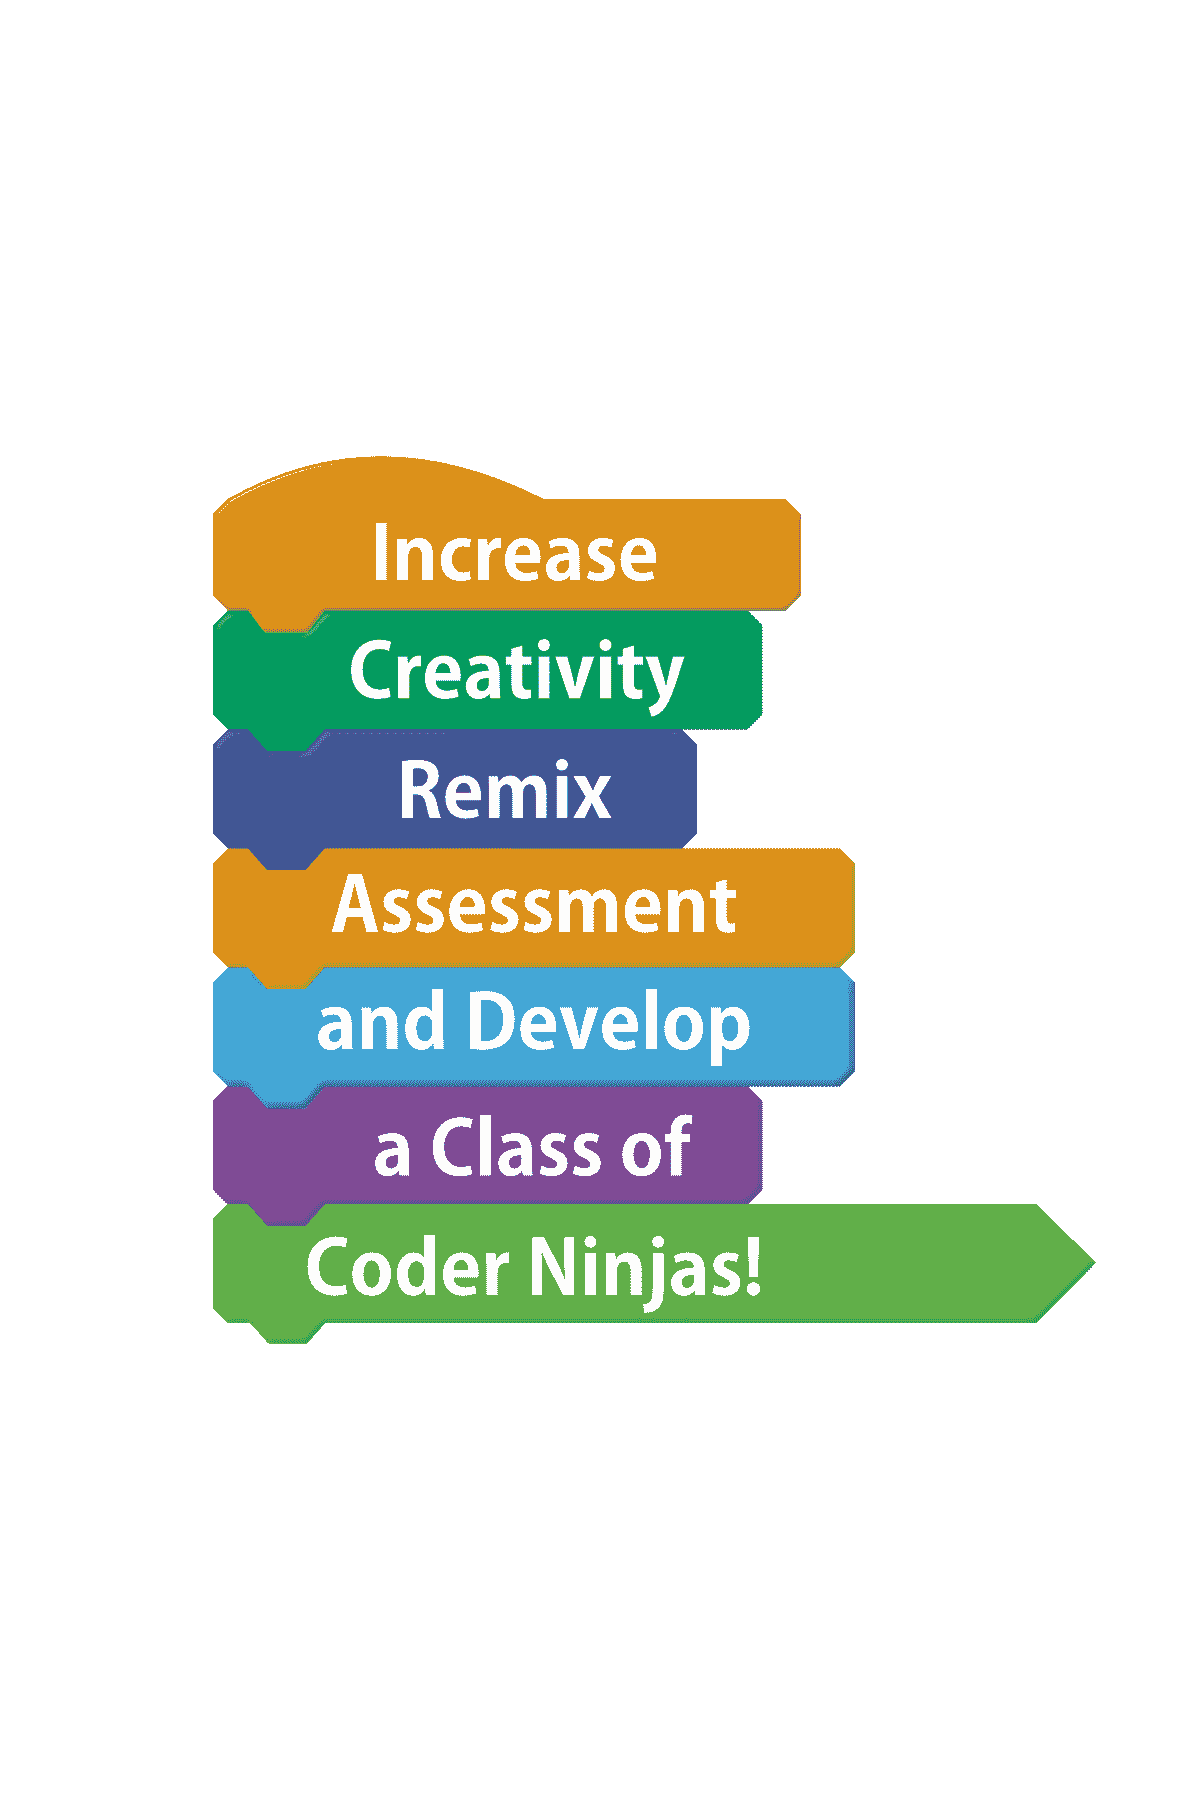 Increase
Creativity
Remix
Assessment
and Develop
a Class of
Coder Ninjas!